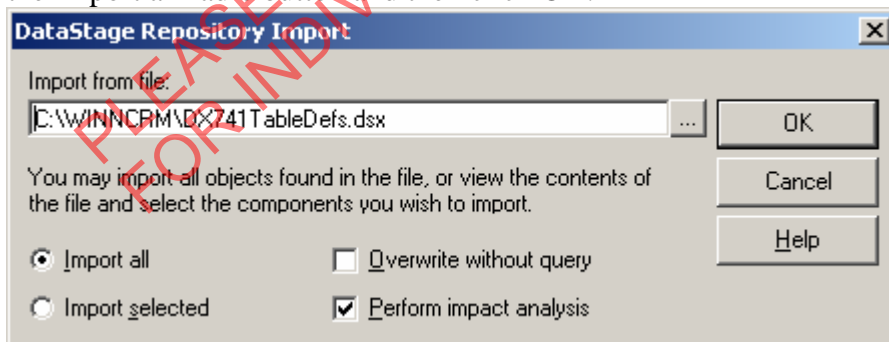 DataStage Repository Import
Import from file:
C:\WINNCRM\DX741TableDefs.dsx
...
OK
You may import all objects found in the file, or view the contents of
the file and select the components you wish to import.
Cancel
Help
Import all
Overwrite without query
Import selected
Perform impact analysis
PLEASE
FOR INDIV